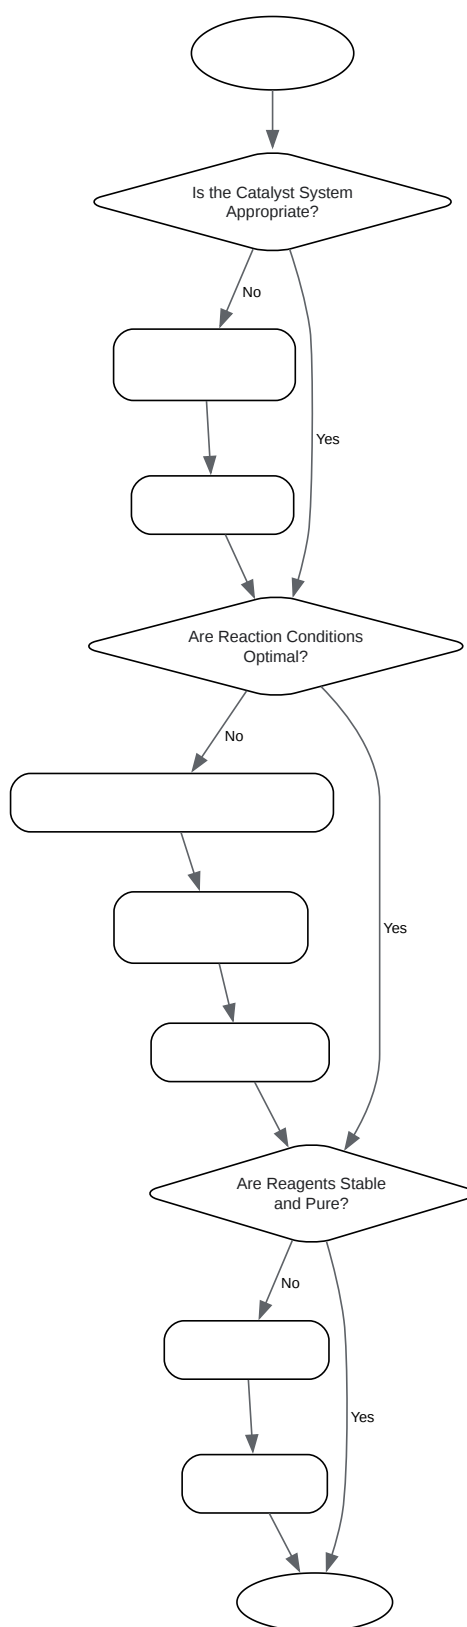 Is the Catalyst System
Appropriate?
No
Yes
Are Reaction Conditions
Optimal?
No
Yes
Are Reagents Stable
and Pure?
No
Yes